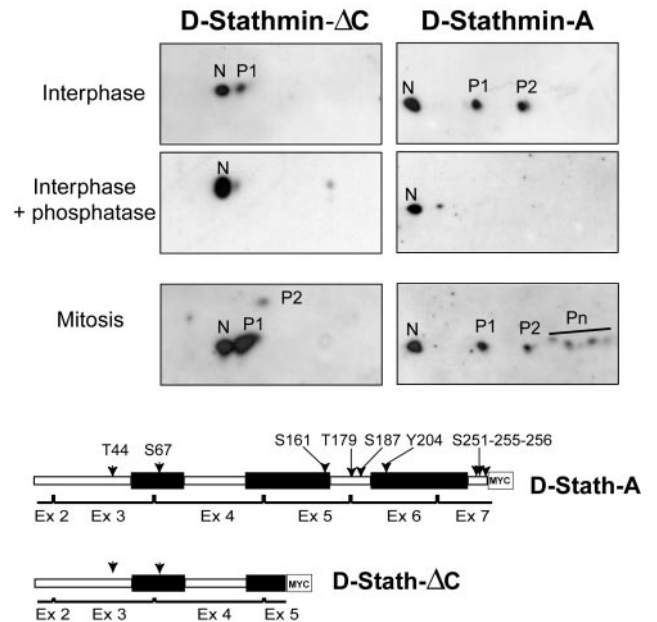 D-Stathmin-ΔC
D-Stathmin-A
Interphase
N P1
N P1 P2
Interphase
+ phosphatase
N
N
Mitosis
N P1 P2
N P1 P2 Pn
T44 S67 S161 T179 S187 Y204 S251-255-256
MYC
D-Stath-A
Ex 2 Ex 3 Ex 4 Ex 5 Ex 6 Ex 7
MYC
D-Stath-ΔC
Ex 2 Ex 3 Ex 4 Ex 5